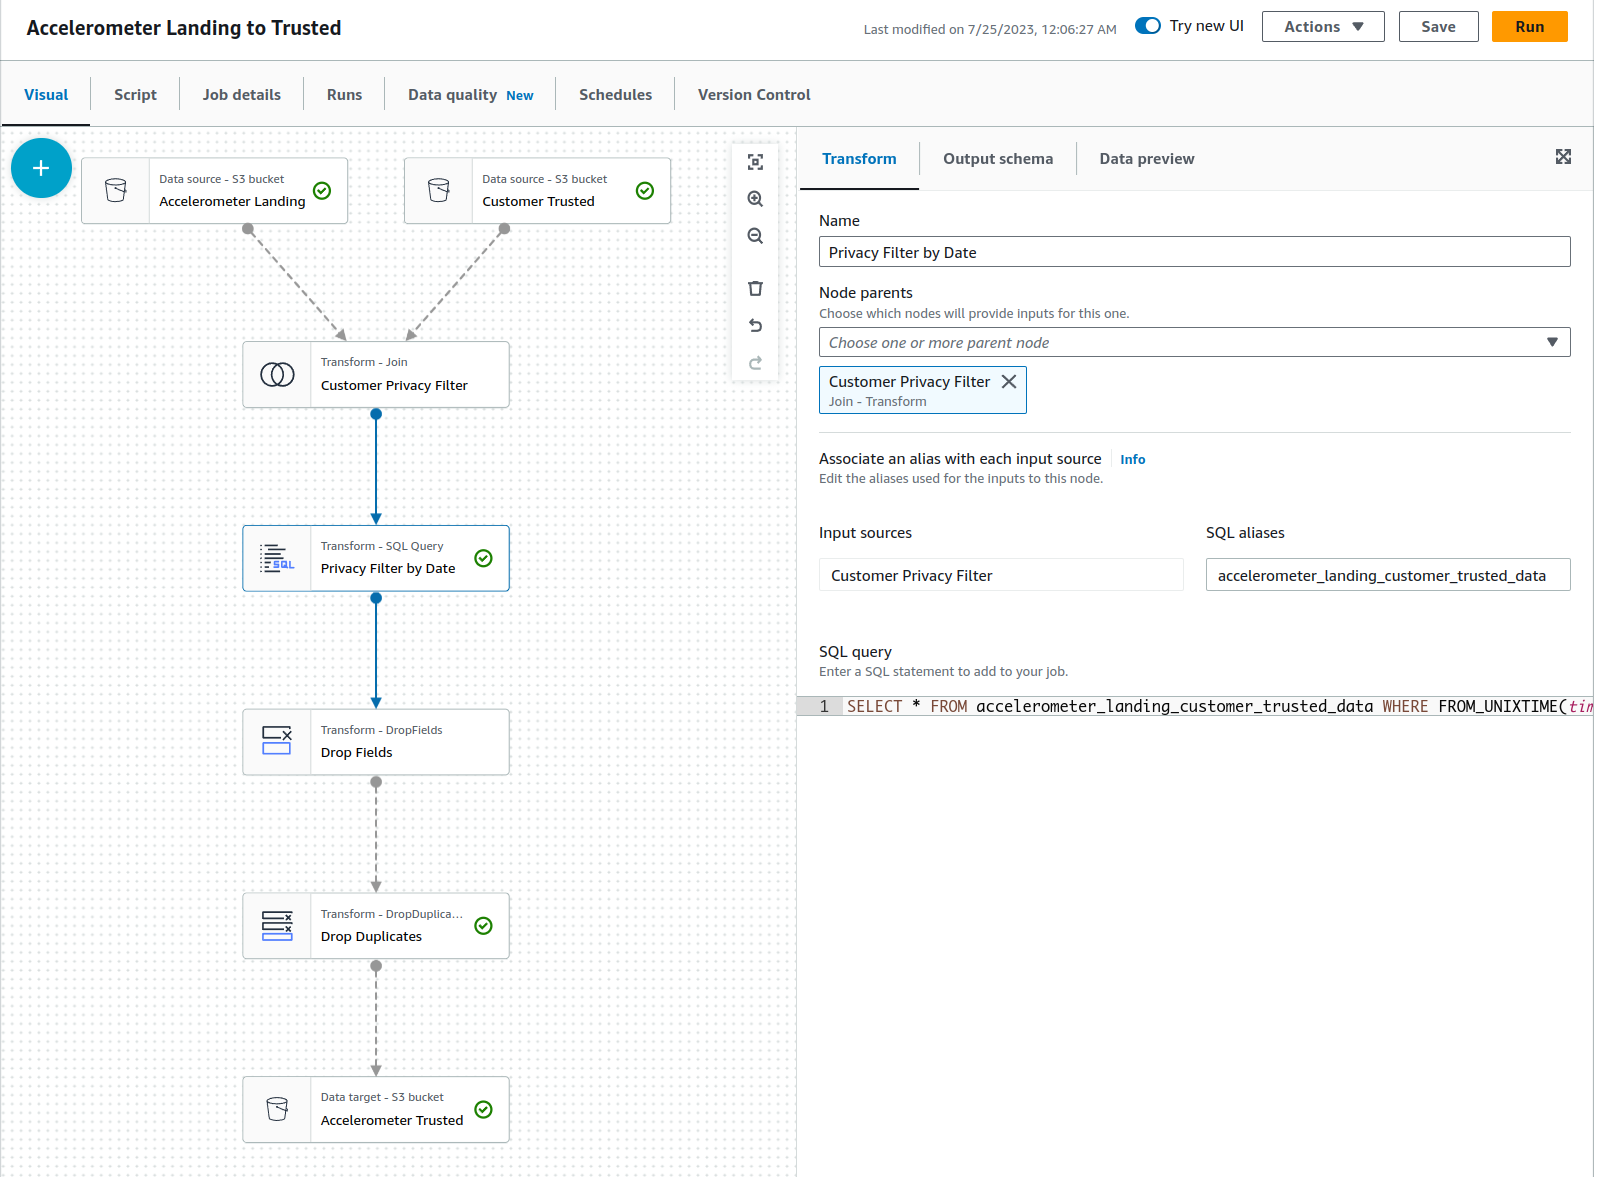 Accelerometer Landing to Trusted
Last modified on 7/25/2023, 12:06:27 AM
Try new UI
Actions
Save
Run
Visual
Script
Job details
Runs
Data quality New
Schedules
Version Control
+
Data source - S3 bucket
Accelerometer Landing
Data source - S3 bucket
Customer Trusted
Transform - Join
Customer Privacy Filter
SQL
Transform - SQL Query
Privacy Filter by Date
Transform - DropFields
Drop Fields
Transform - DropDuplica...
Drop Duplicates
Data target - S3 bucket
Accelerometer Trusted
Transform
Output schema
Data preview
Name
Privacy Filter by Date
Node parents
Choose which nodes will provide inputs for this one.
Choose one or more parent node
Customer Privacy Filter
Join - Transform
Associate an alias with each input source Info
Edit the aliases used for the inputs to this node.
Input sources
SQL aliases
Customer Privacy Filter
accelerometer_landing_customer_trusted_data
SQL query
Enter a SQL statement to add to your job.
1 SELECT * FROM accelerometer_landing_customer_trusted_data WHERE FROM_UNIXTIME(